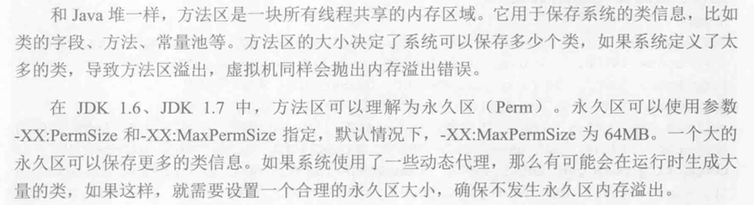 和 Java 堆一样，方法区是一块所有线程共享的内存区域。它用于保存系统的类信息，比如
类的字段、方法、常量池等。方法区的大小决定了系统可以保存多少个类，如果系统定义了太
多的类，导致方法区溢出，虚拟机同样会抛出内存溢出错误。
在 JDK 1.6、JDK 1.7 中，方法区可以理解为永久区（Perm）。永久区可以使用参数
-XX:PermSize 和-XX:MaxPermSize 指定，默认情况下，-XX:MaxPermSize 为 64MB。一个大的
永久区可以保存更多的类信息。如果系统使用了一些动态代理，那么有可能会在运行时生成大
量的类，如果这样，就需要设置一个合理的永久区大小，确保不发生永久区内存溢出。